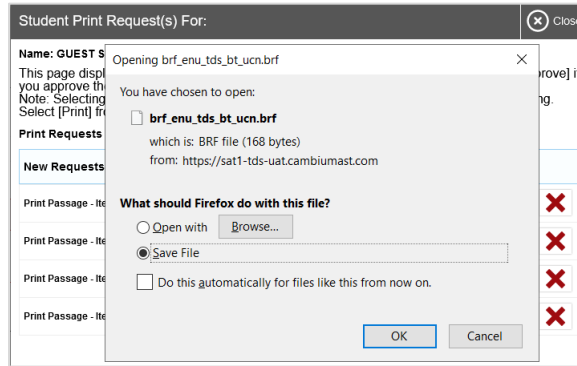 Student Print Request(s) For:
Close
Name: GUEST S
This page displ
rove] i
you approve the
Note: Selecting
ng.
Select [Print] fro
Print Requests
New Requests
Print Passage - Ite
Print Passage - Ite
Print Passage - Ite
Print Passage - Ite
Opening brf_enu_tds_bt_ucn.brf
You have chosen to open:
brf_enu_tds_bt_ucn.brf
which is: BRF file (168 bytes)
from: https://sat1-tds-uat.cambiumast.com
What should Firefox do with this file?
Open with
Browse...
Save File
Do this automatically for files like this from now on.
OK
Cancel